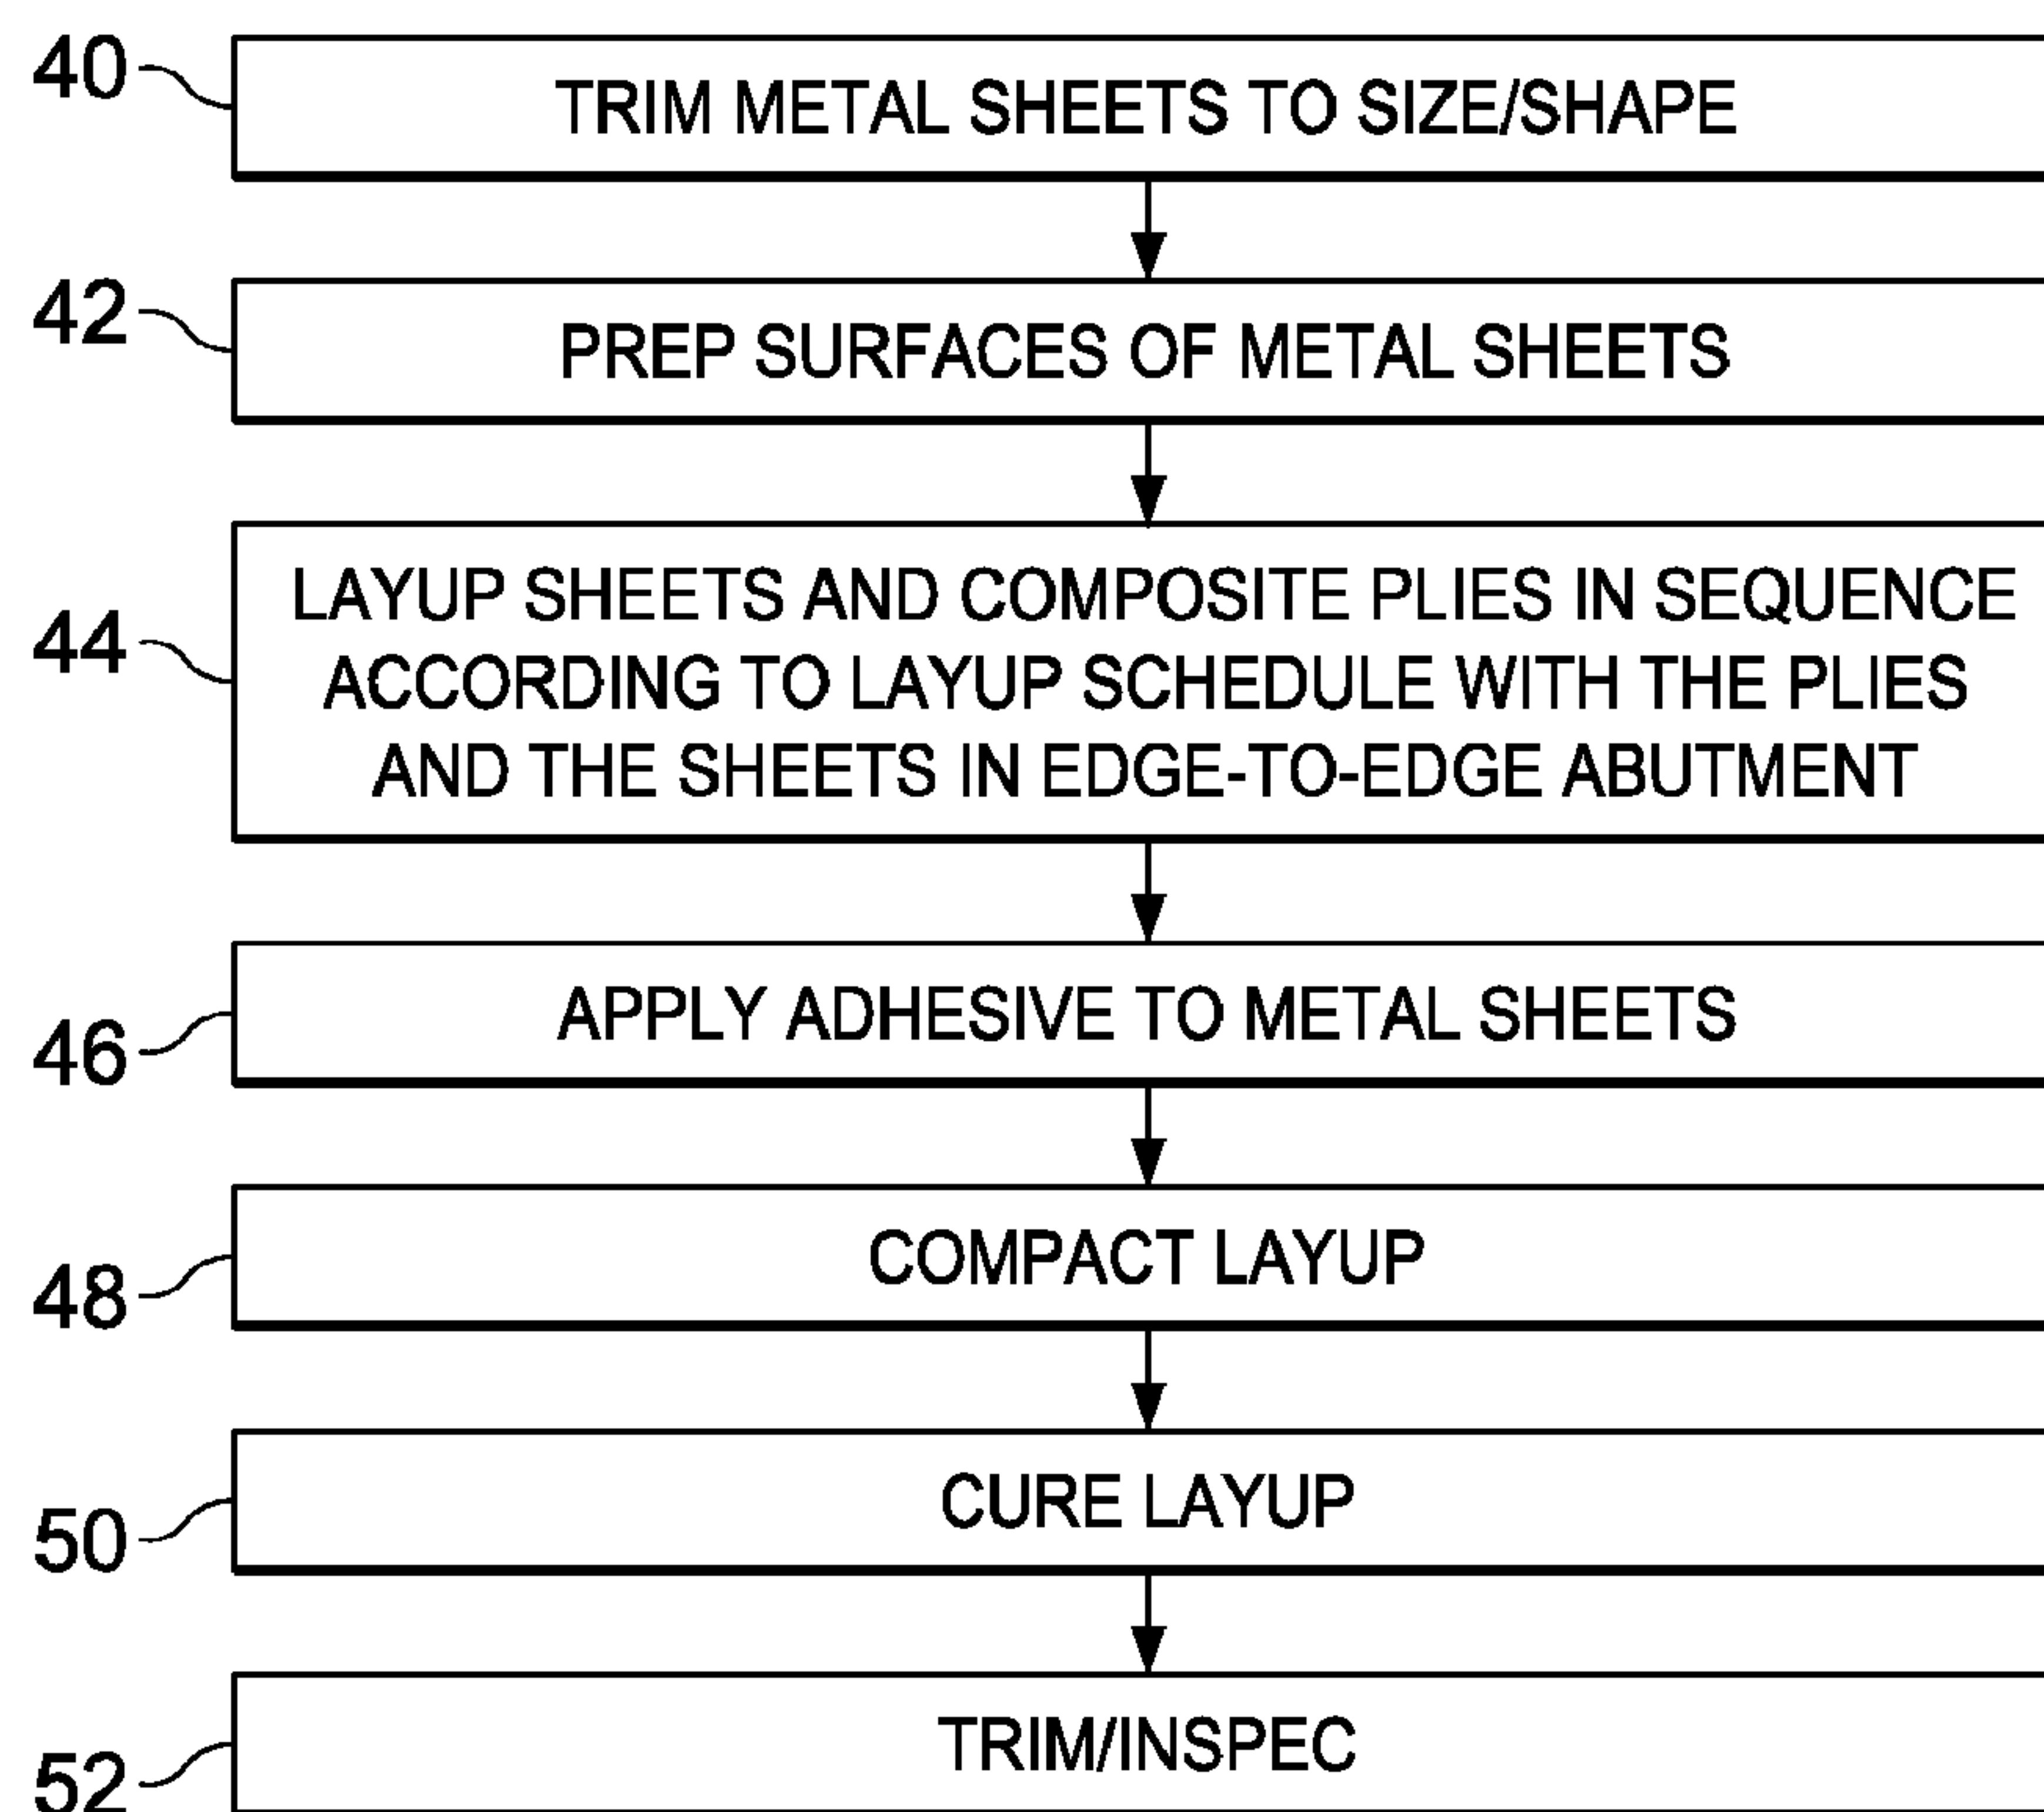 40
TRIM METAL SHEETS TO SIZE/SHAPE
42
PREP SURFACES OF METAL SHEETS
44
LAYUP SHEETS AND COMPOSITE PLIES IN SEQUENCE
ACCORDING TO LAYUP SCHEDULE WITH THE PLIES
AND THE SHEETS IN EDGE-TO-EDGE ABUTMENT
46
APPLY ADHESIVE TO METAL SHEETS
48
COMPACT LAYUP
50
CURE LAYUP
52
TRIM/INSPEC